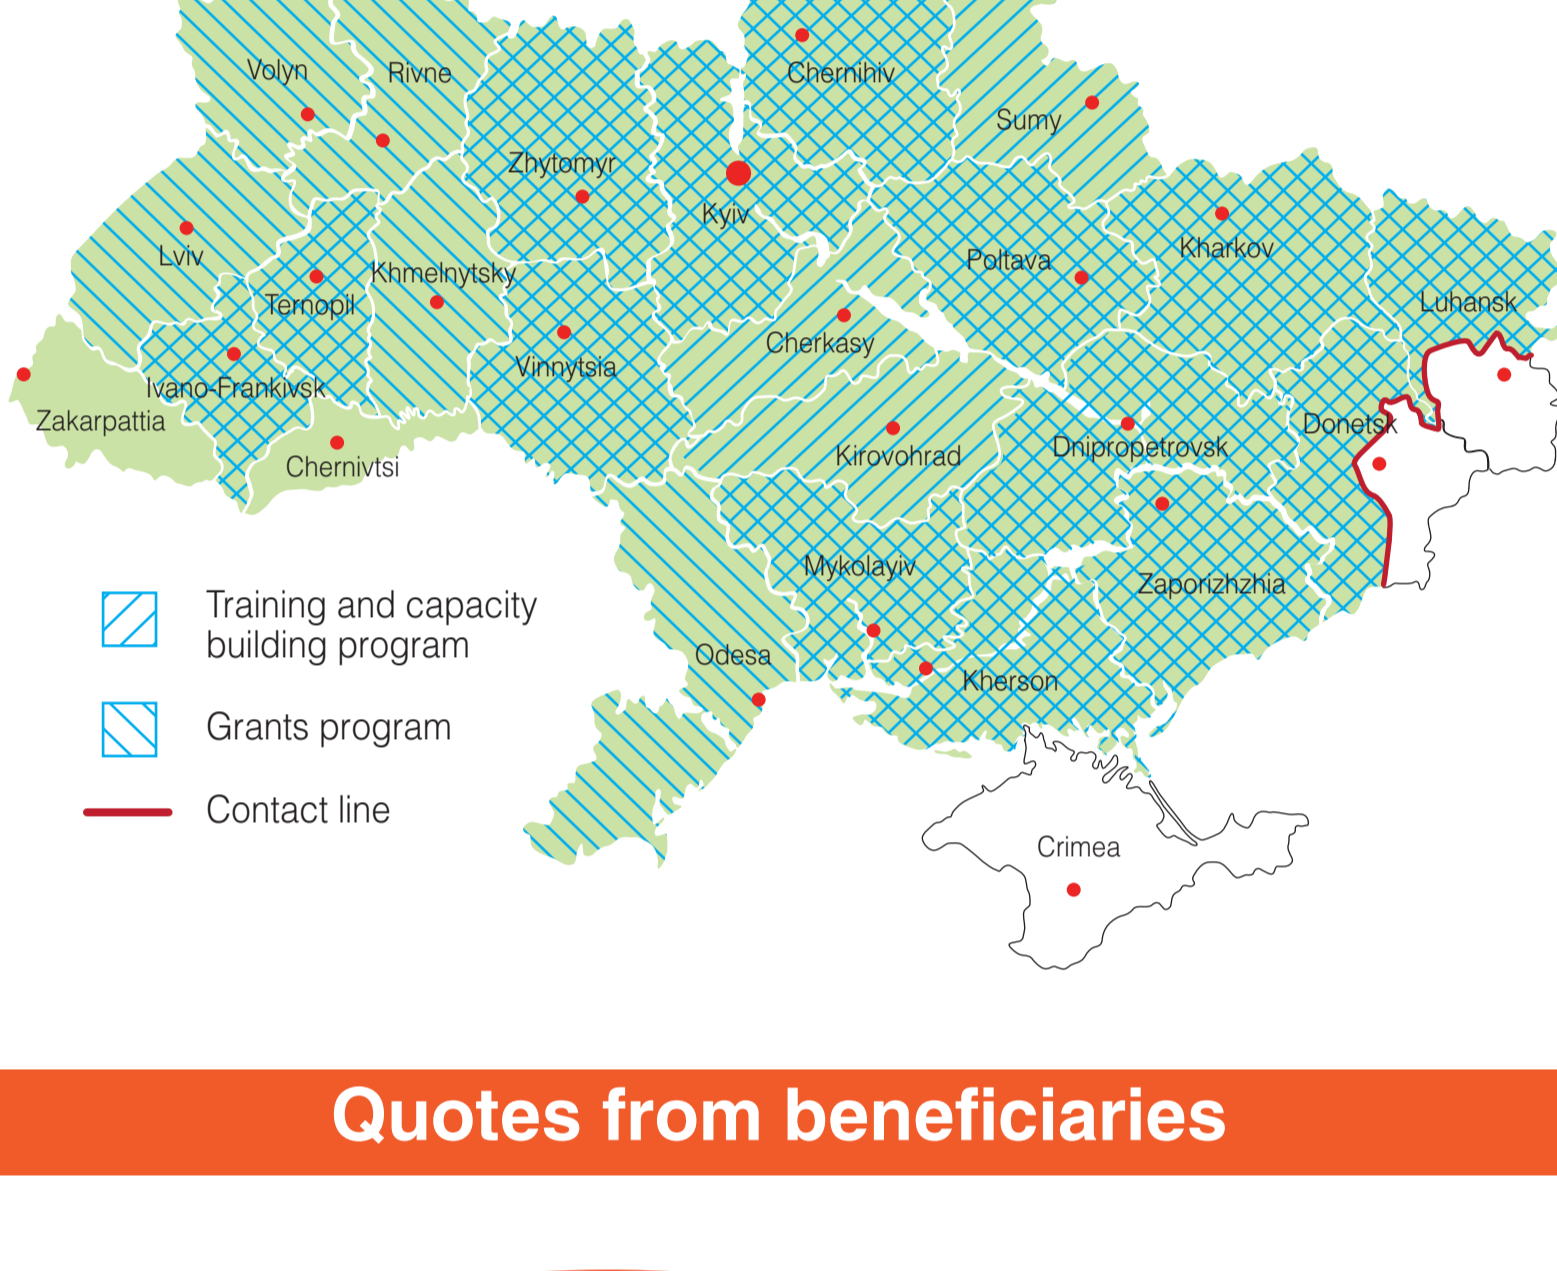 Volyn
Rivne
Chernihiv
Sumy
Zhytomyr
Kyiv
Lviv
Khmelnytsky
Ternopil
Poltava
Kharkov
Luhansk
Cherkasy
Vinnytsia
Ivano-Frankivsk
Zakarpattia
Chernivtsi
Kirovohrad
Dnipropetrovsk
Donetsk
Mykolayiv
Zaporizhzhia
Odesa
Kherson
Crimea
Training and capacity
building program
Grants program
Contact line
Quotes from beneficiaries